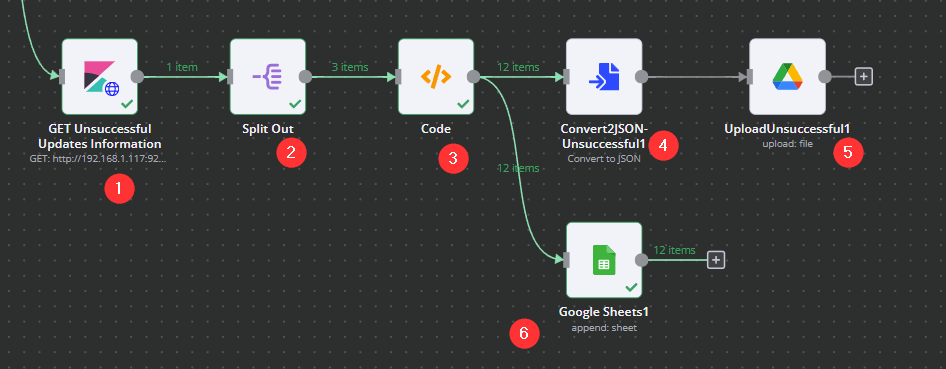 1 item
3 items
12 items
GET Unsuccessful
Updates Information
GET: http://192.168.1.117:92...
1
Split Out
2
Code
3
Convert2JSON-
Unsuccessful1
Convert to JSON
4
UploadUnsuccessful1
upload: file
5
12 items
12 items
Google Sheets1
append: sheet
6